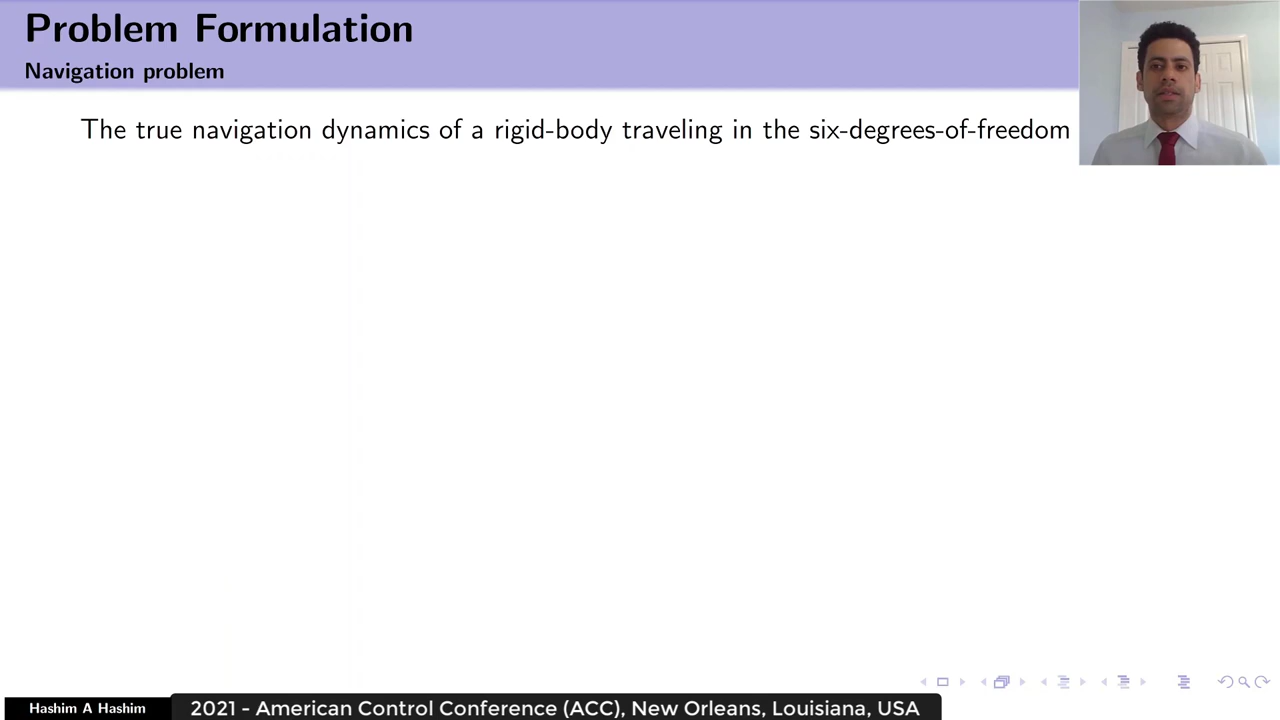 Problem Formulation
Navigation problem
The true navigation dynamics of a rigid-body traveling in the six-degrees-of-freedom
Hashim A Hashim
2021 - American Control Conference (ACC), New Orleans, Louisiana, USA